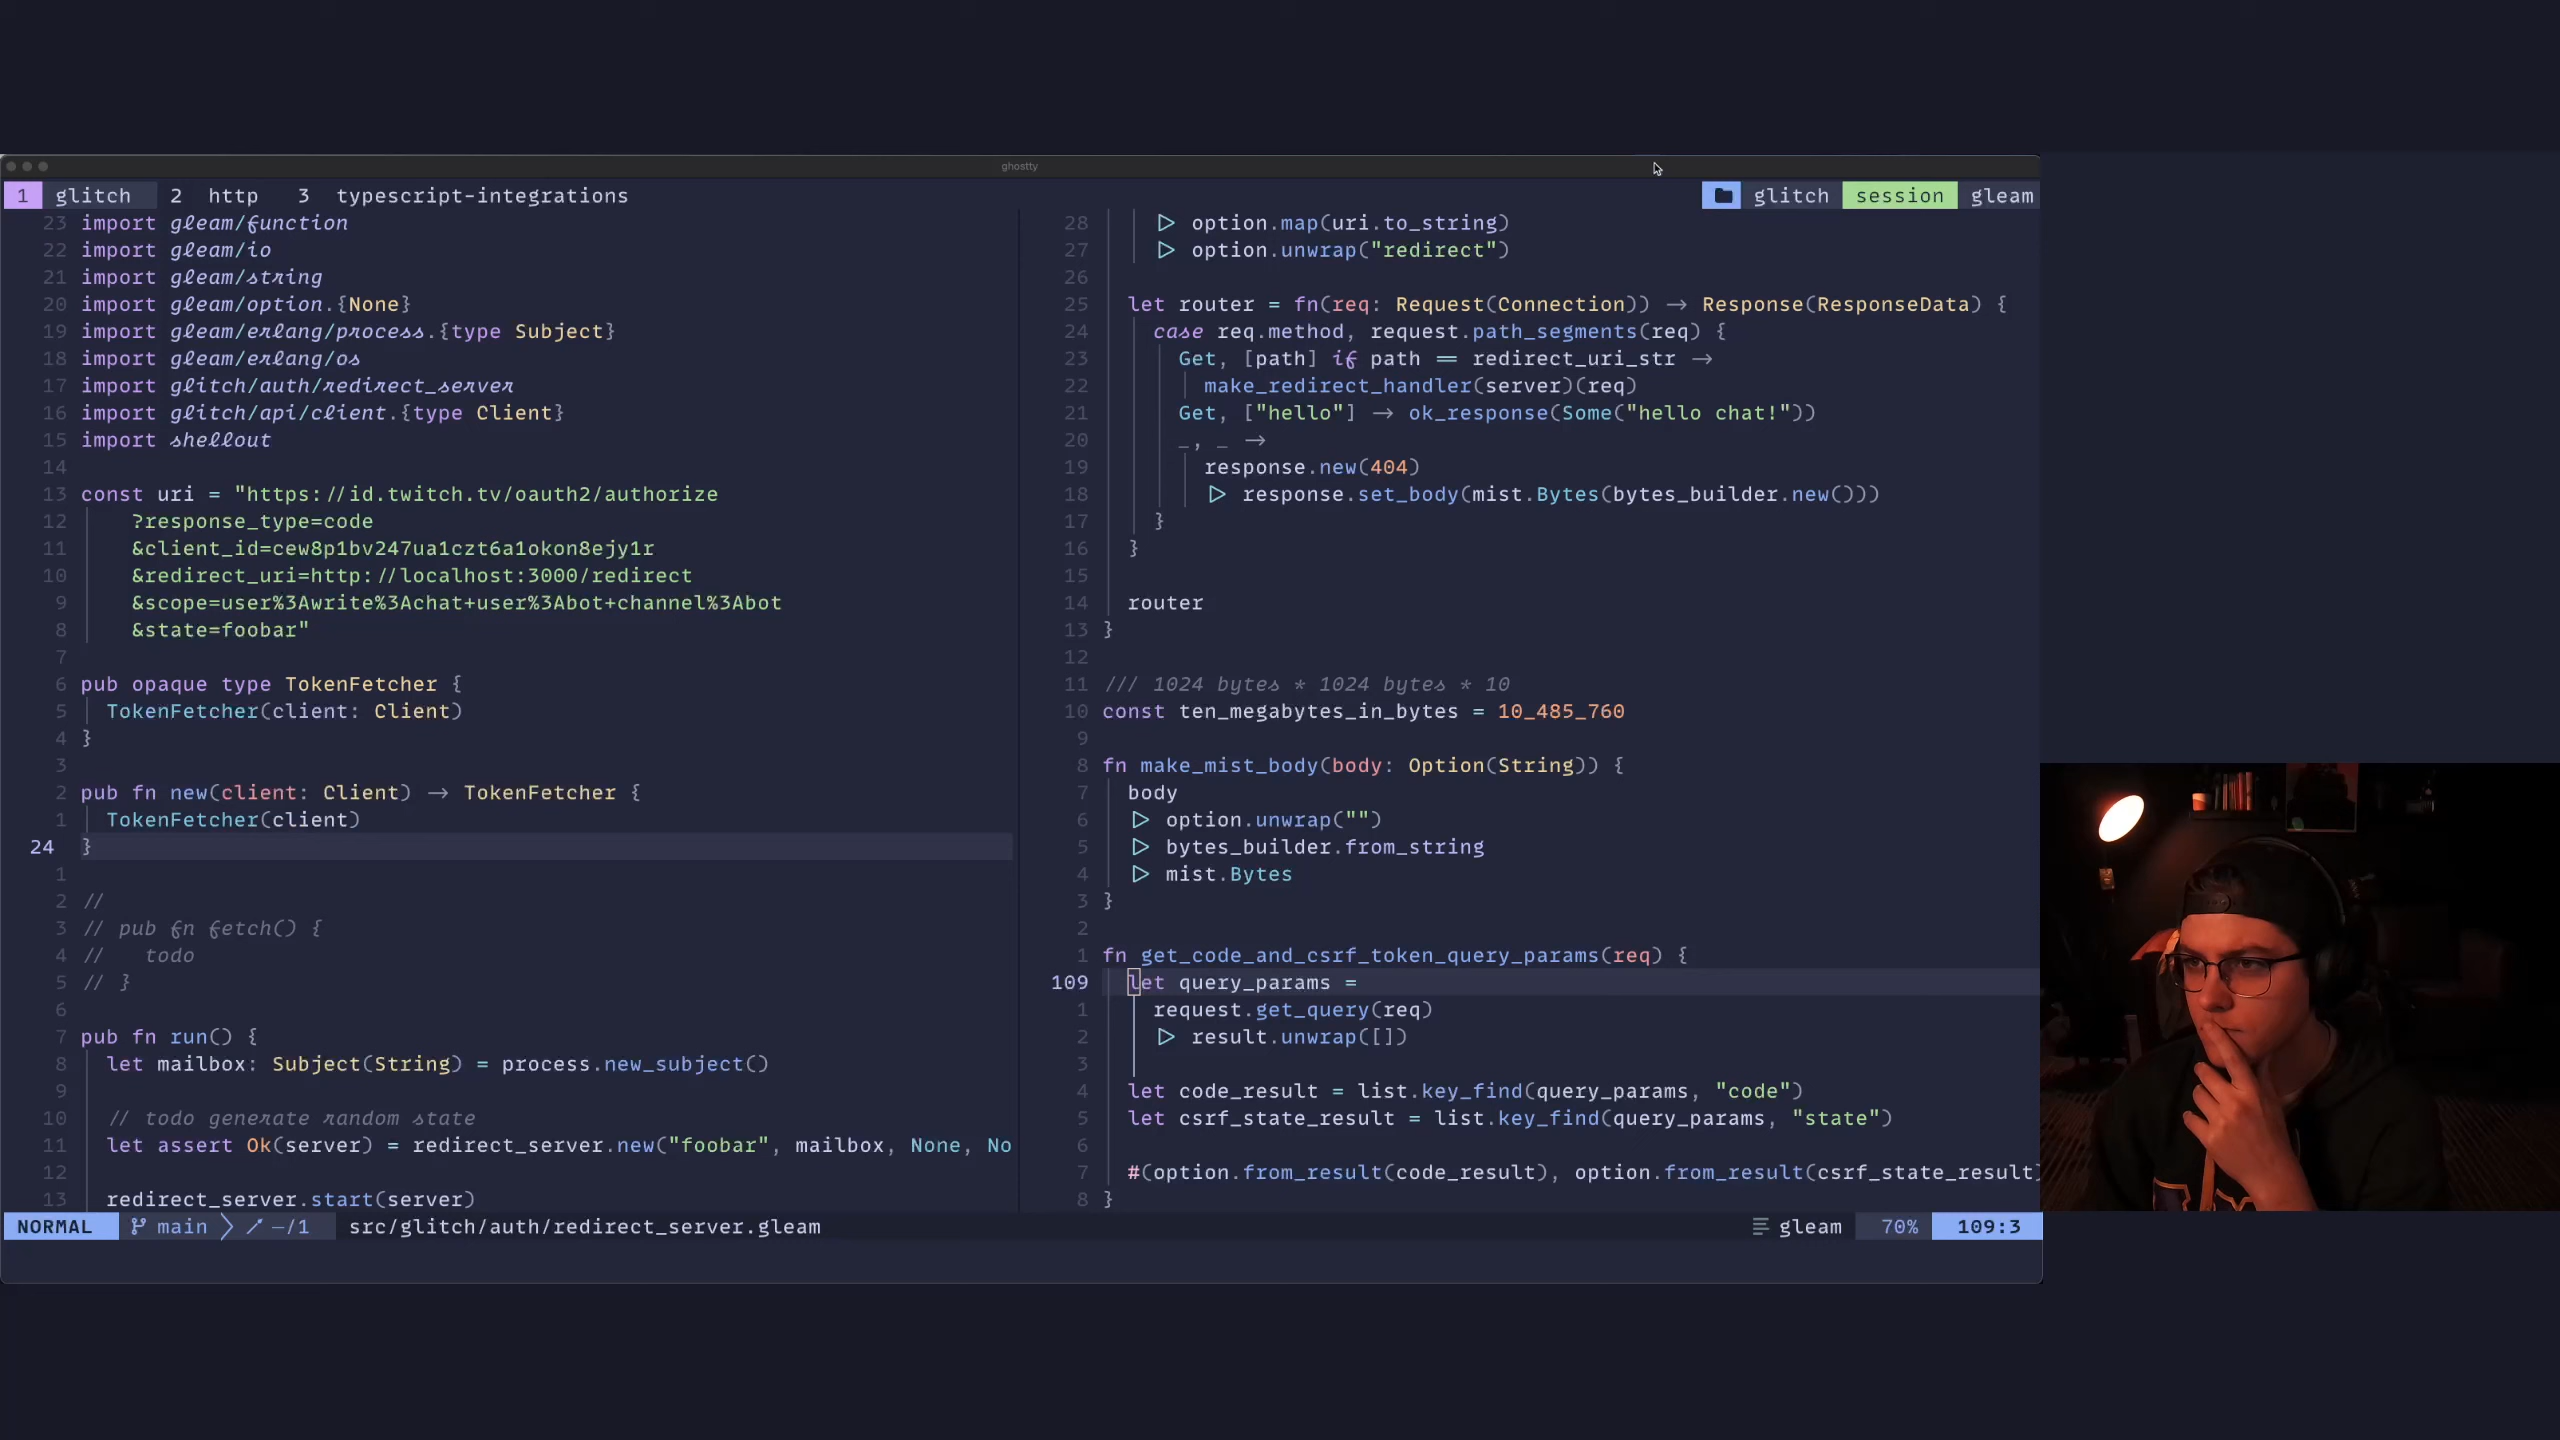 ghostty
1 glitch 2 http 3 typescript-integrations glitch session gleam
23 import gleam/function
22 import gleam/io
21 import gleam/string
20 import gleam/option.{None}
19 import gleam/erlang/process.{type Subject}
18 import gleam/erlang/os
17 import glitch/auth/redirect_server
16 import glitch/api/client.{type Client}
15 import shellout
14
13 const uri = "https://id.twitch.tv/oauth2/authorize
12 ?response_type=code
11 &client_id=cew8p1bv247ua1czt6a1okon8ejy1r
10 &redirect_uri=http://localhost:3000/redirect
9 &scope=user%3Awrite%3Achat+user%3Abot+channel%3Abot
8 &state=foobar"
7
6 pub opaque type TokenFetcher {
5 TokenFetcher(client: Client)
4 }
3
2 pub fn new(client: Client) -> TokenFetcher {
1 TokenFetcher(client)
24 }
1
2 //
3 // pub fn fetch() {
4 // todo
5 // }
6
7 pub fn run() {
8 let mailbox: Subject(String) = process.new_subject()
9
10 // todo generate random state
11 let assert Ok(server) = redirect_server.new("foobar", mailbox, None, No
12
13 redirect_server.start(server)
28 |> option.map(uri.to_string)
27 |> option.unwrap("redirect")
26
25 let router = fn(req: Request(Connection)) -> Response(ResponseData) {
24 case req.method, request.path_segments(req) {
23 Get, [path] if path == redirect_uri_str ->
22 make_redirect_handler(server)(req)
21 Get, ["hello"] -> ok_response(Some("hello chat!"))
20 _, _ ->
19 response.new(404)
18 |> response.set_body(mist.Bytes(bytes_builder.new()))
17 }
16 }
15
14 router
13 }
12
11 /// 1024 bytes * 1024 bytes * 10
10 const ten_megabytes_in_bytes = 10_485_760
9
8 fn make_mist_body(body: Option(String)) {
7 body
6 |> option.unwrap("")
5 |> bytes_builder.from_string
4 |> mist.Bytes
3 }
2
1 fn get_code_and_csrf_token_query_params(req) {
109 let query_params =
1 request.get_query(req)
2 |> result.unwrap([])
3
4 let code_result = list.key_find(query_params, "code")
5 let csrf_state_result = list.key_find(query_params, "state")
6
7 #(option.from_result(code_result), option.from_result(csrf_state_result)
8 }
NORMAL main –/1 src/glitch/auth/redirect_server.gleam gleam 70% 109:3